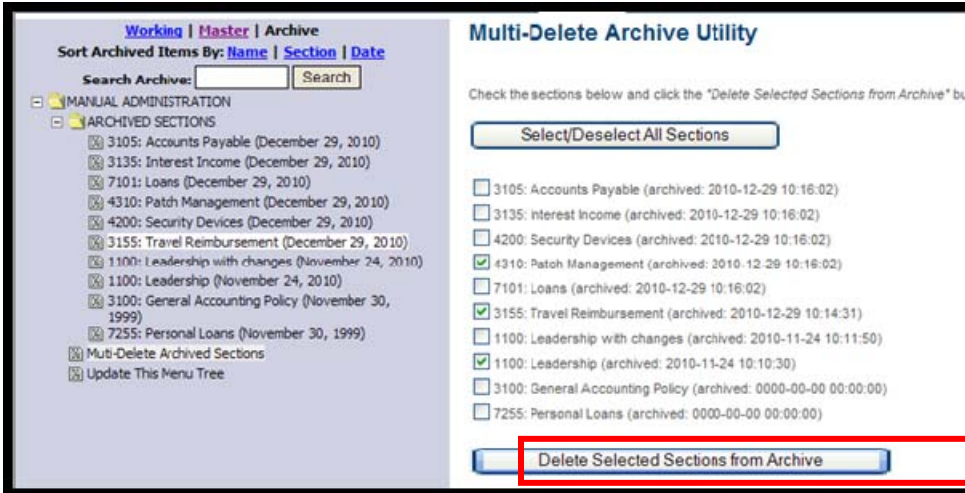 Working | Master | Archive
Sort Archived Items By: Name | Section | Date
Search Archive: Search
MANUAL ADMINISTRATION
ARCHIVED SECTIONS
3105: Accounts Payable (December 29, 2010)
3135: Interest Income (December 29, 2010)
7101: Loans (December 29, 2010)
4310: Patch Management (December 29, 2010)
4200: Security Devices (December 29, 2010)
3155: Travel Reimbursement (December 29, 2010)
1100: Leadership with changes (November 24, 2010)
1100: Leadership (November 24, 2010)
3100: General Accounting Policy (November 30,
1999)
7255: Personal Loans (November 30, 1999)
Muti-Delete Archived Sections
Update This Menu Tree
Multi-Delete Archive Utility
Check the sections below and click the "Delete Selected Sections from Archive" bu
Select/Deselect All Sections
3105: Accounts Payable (archived: 2010-12-29 10:16:02)
3135: Interest Income (archived: 2010-12-29 10:16:02)
4200: Security Devices (archived: 2010-12-29 10:16:02)
4310: Patch Management (archived: 2010-12-29 10:16:02)
7101: Loans (archived: 2010-12-29 10:16:02)
3155: Travel Reimbursement (archived: 2010-12-29 10:14:31)
1100: Leadership with changes (archived: 2010-11-24 10:11:50)
1100: Leadership (archived: 2010-11-24 10:10:30)
3100: General Accounting Policy (archived: 0000-00-00 00:00:00)
7255: Personal Loans (archived: 0000-00-00 00:00:00)
Delete Selected Sections from Archive